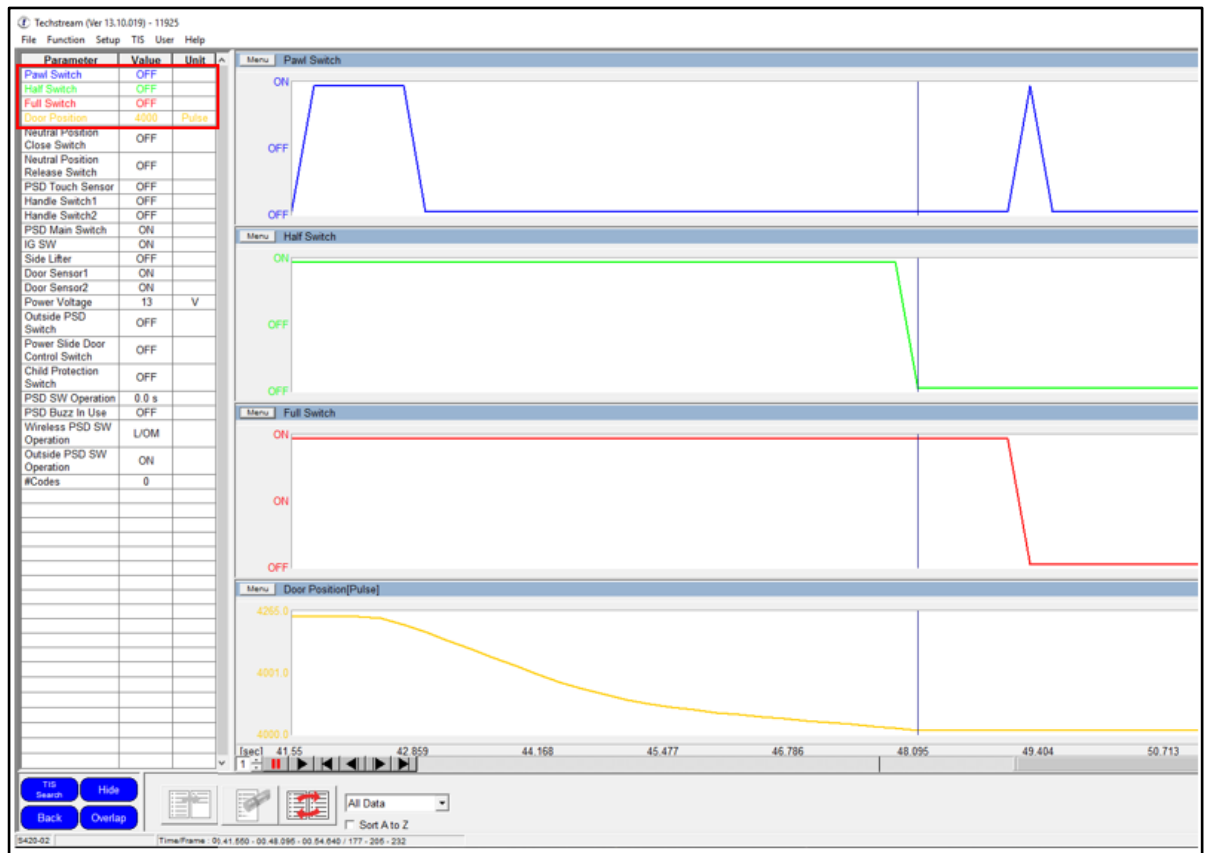 Techstream (Ver 13.10.019) - 11925
File Function Setup TIS User Help
Parameter Value Unit
Pawl Switch OFF
Half Switch OFF
Full Switch OFF
Door Position 4000 Pulse
Neutral Position
Close Switch OFF
Neutral Position
Release Switch OFF
PSD Touch Sensor OFF
Handle Switch1 OFF
Handle Switch2 OFF
PSD Main Switch ON
IG SW ON
Side Lifter OFF
Door Sensor1 ON
Door Sensor2 ON
Power Voltage 13 V
Outside PSD
Switch OFF
Power Slide Door
Control Switch OFF
Child Protection
Switch OFF
PSD SW Operation 0.0 s
PSD Buzz In Use OFF
Wireless PSD SW
Operation L/OM
Outside PSD SW
Operation ON
#Codes 0
Menu Pawl Switch
ON
OFF
OFF
Menu Half Switch
ON
OFF
OFF
Menu Full Switch
ON
ON
OFF
Menu Door Position[Pulse]
4265.0
4001.0
4000.0
[sec] 41.55 42.859 44.168 45.477 46.786 48.095 49.404 50.713
1
TIS
Search
Hide
Back
Overlap
All Data
Sort A to Z
S420-02 Time/Frame : 00.41.550 - 00.48.095 - 00.54.640 / 177 - 205 - 232